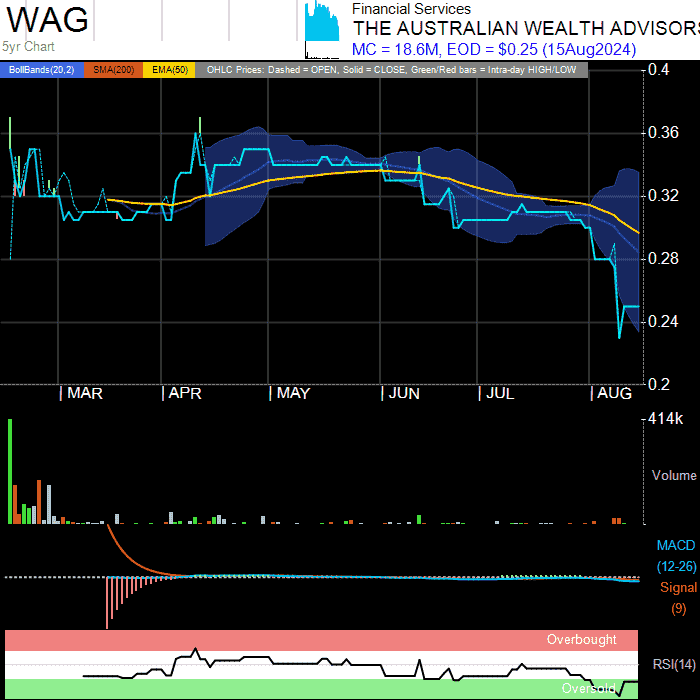 WAG
5yr Chart
Financial Services
THE AUSTRALIAN WEALTH ADVISORS
MC = 18.6M, EOD = $0.25 (15Aug2024)
BollBands(20,2) SMA(200) EMA(50) OHLC Prices: Dashed = OPEN, Solid = CLOSE, Green/Red bars = Intra-day HIGH/LOW
0.4
0.36
0.32
0.28
0.24
0.2
MAR APR MAY JUN JUL AUG
414k
Volume
MACD
(12-26)
Signal
(9)
Overbought
RSI(14)
Oversold